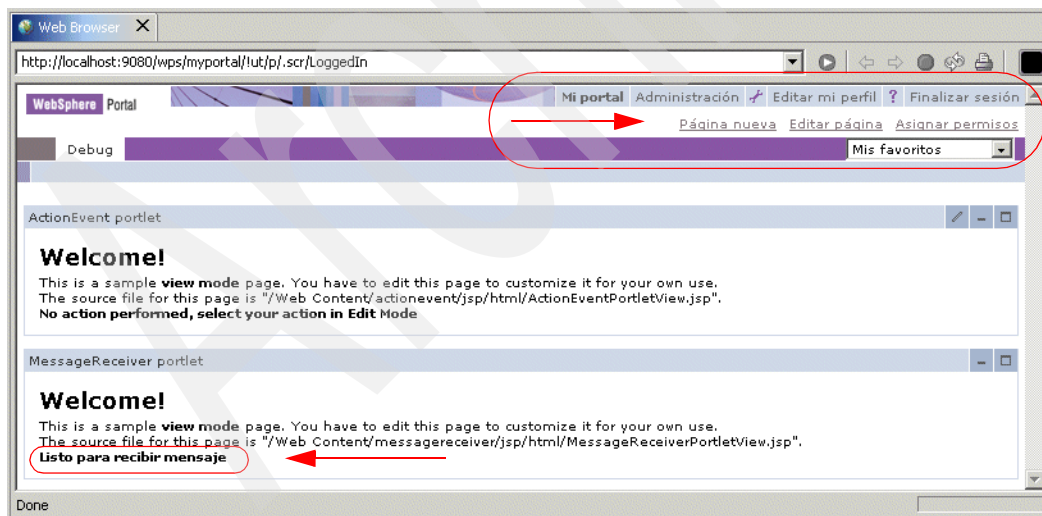 Web Browser
http://localhost:9080/wps/myportal/!ut/p/.scr/LoggedIn
WebSphere Portal
Mi portal Administración Editar mi perfil ? Finalizar sesión
Página nueva Editar página Asignar permisos
Debug
Mis favoritos
ActionEvent portlet
Welcome!
This is a sample view mode page. You have to edit this page to customize it for your own use.
The source file for this page is "/Web Content/actionevent/jsp/html/ActionEventPortletView.jsp".
No action performed, select your action in Edit Mode
MessageReceiver portlet
Welcome!
This is a sample view mode page. You have to edit this page to customize it for your own use.
The source file for this page is "/Web Content/messagereceiver/jsp/html/MessageReceiverPortletView.jsp".
Listo para recibir mensaje
Done